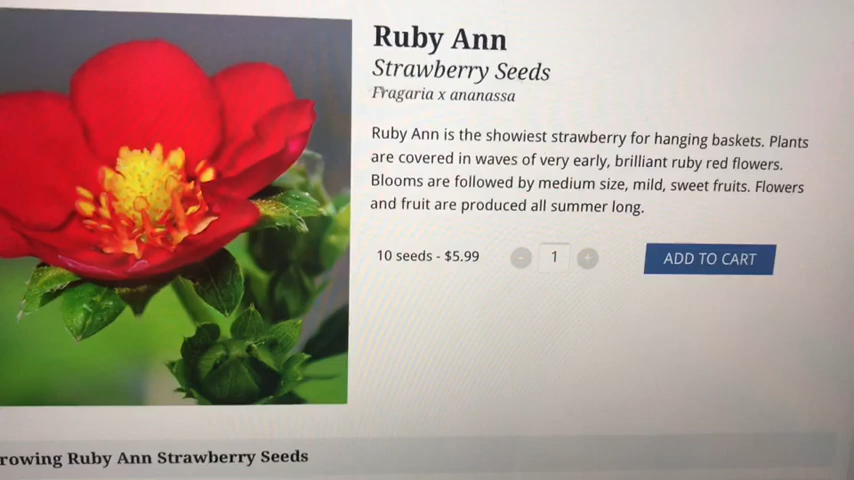 Ruby Ann
Strawberry Seeds
Fragaria x ananassa
Ruby Ann is the showiest strawberry for hanging baskets. Plants
are covered in waves of very early, brilliant ruby red flowers.
Blooms are followed by medium size, mild, sweet fruits. Flowers
and fruit are produced all summer long.
10 seeds - $5.99 - 1 + ADD TO CART
rowing Ruby Ann Strawberry Seeds